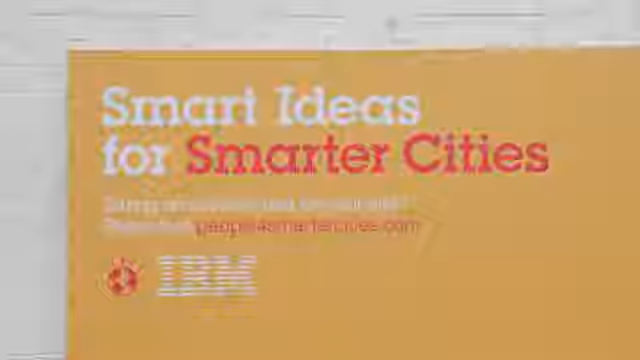 Smart Ideas
for Smarter Cities
people4smartercities.com
IBM